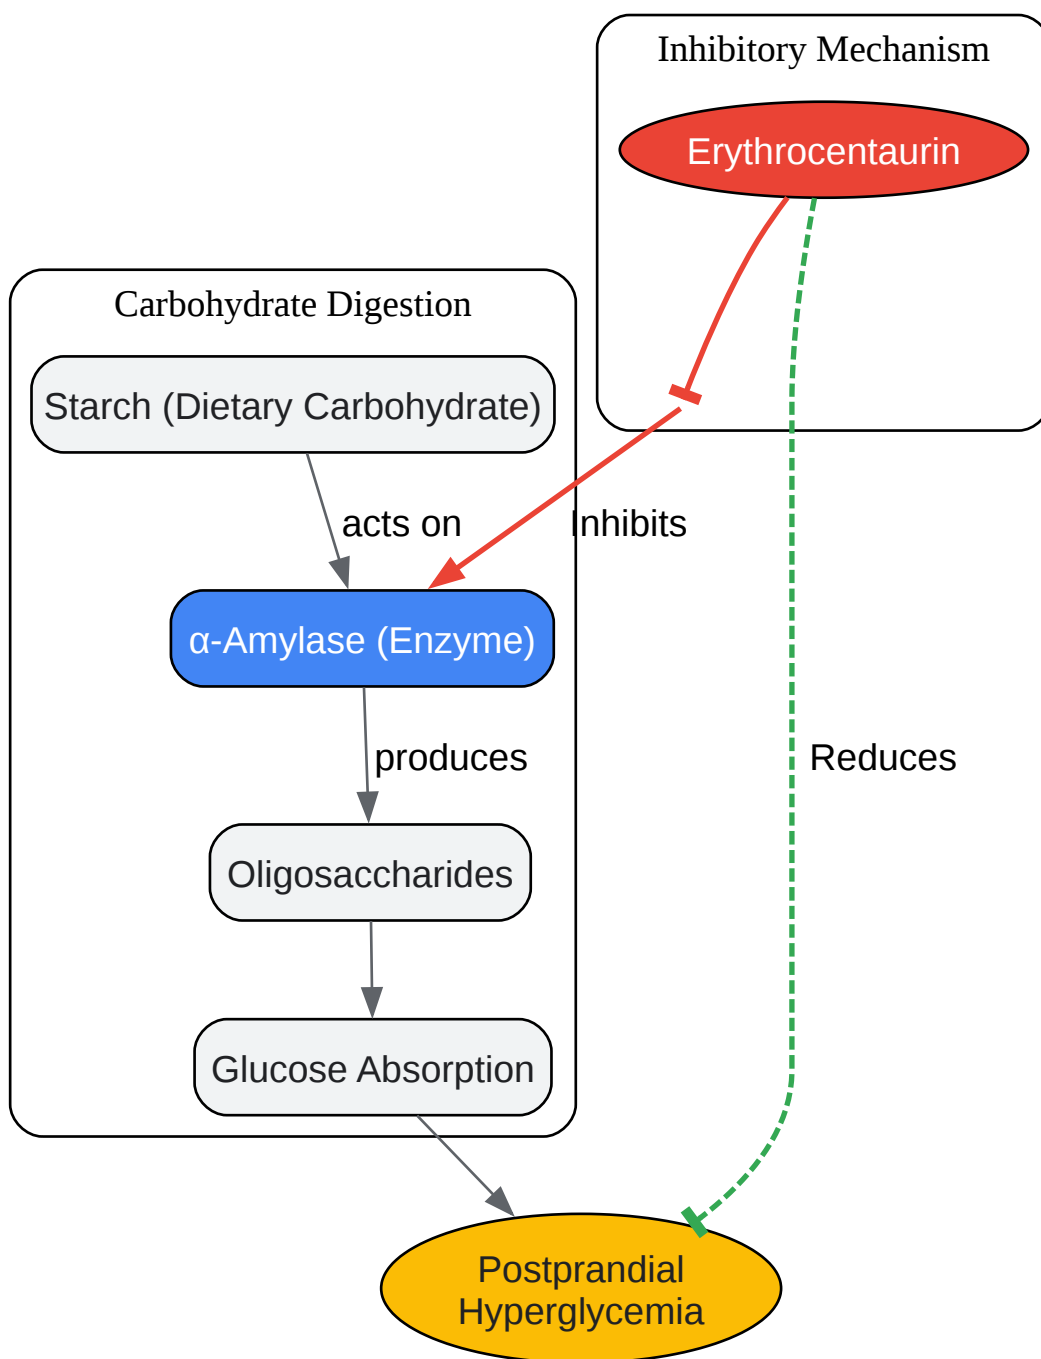 Inhibitory Mechanism
Erythrocentaurin
Carbohydrate Digestion
Starch (Dietary Carbohydrate)
acts on
Inhibits
α-Amylase (Enzyme)
produces
Reduces
Oligosaccharides
Glucose Absorption
Postprandial
Hyperglycemia